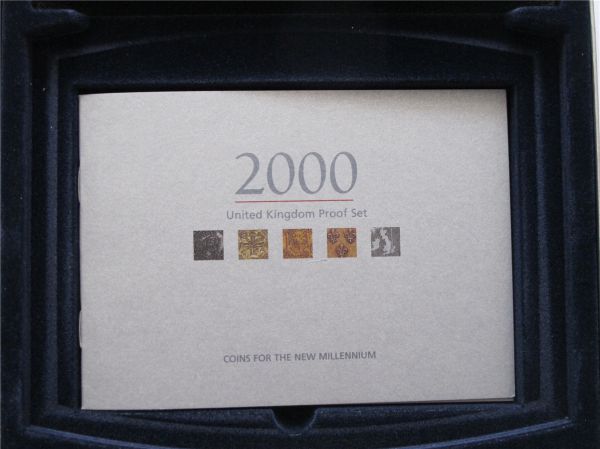 2000
United Kingdom Proof Set
COINS FOR THE NEW MILLENNIUM